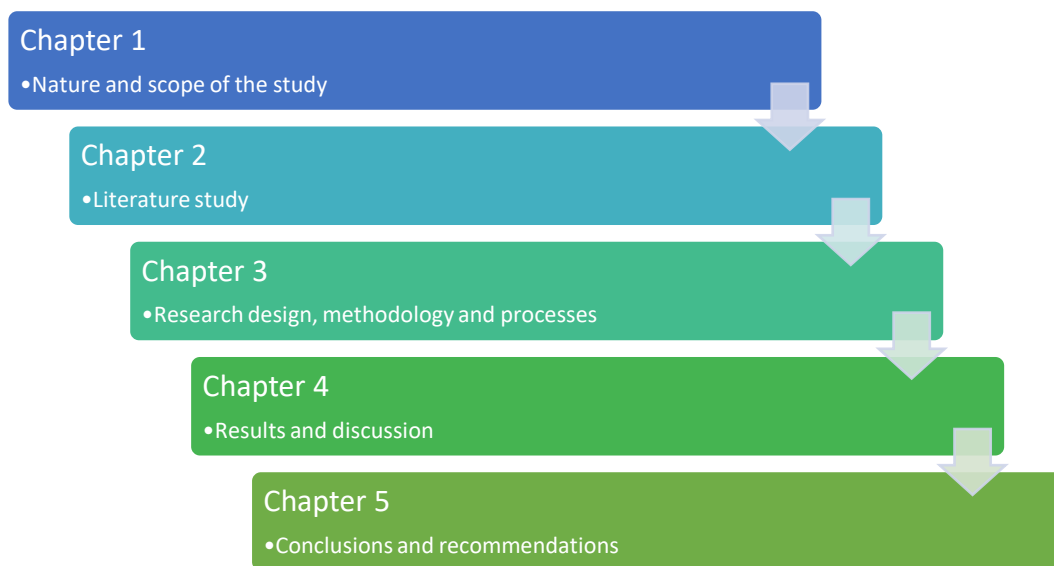 Chapter 1
•Nature and scope of the study
Chapter 2
•Literature study
Chapter 3
•Research design, methodology and processes
Chapter 4
•Results and discussion
Chapter 5
•Conclusions and recommendations